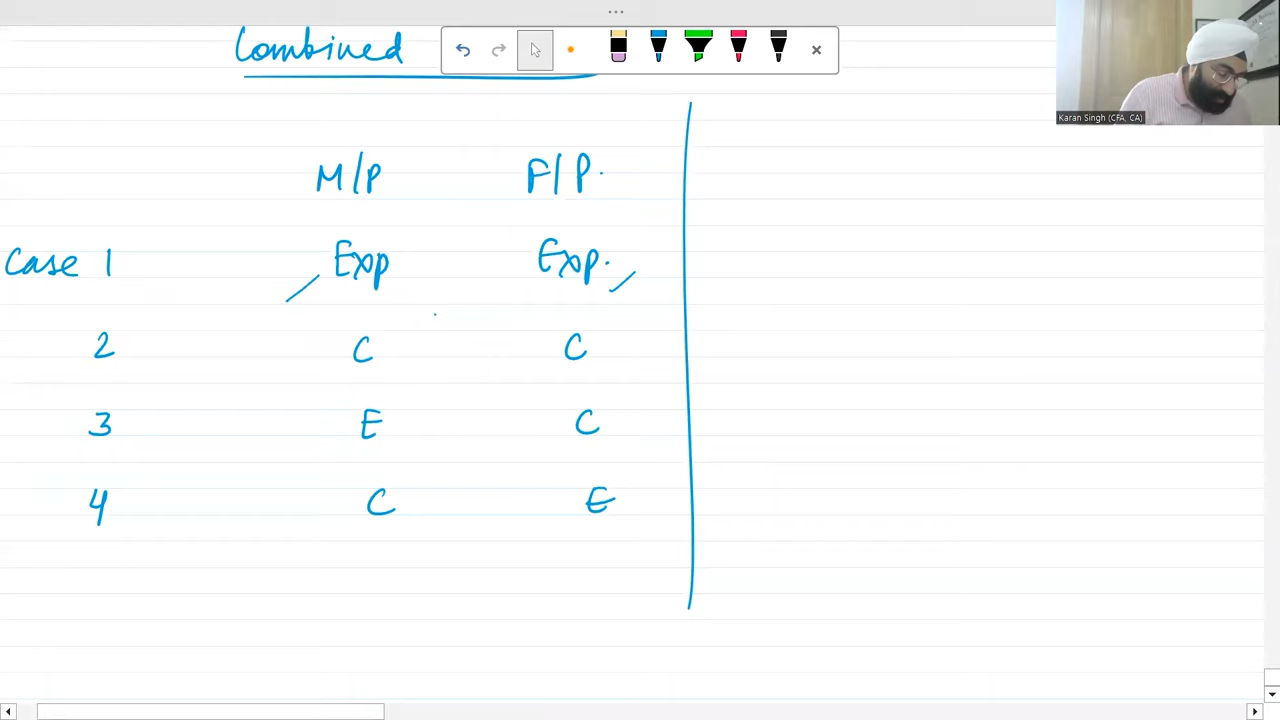 Combined
Karan Singh (CFA, CA)
M/P F/P.
Case 1 Exp Exp.
2 C C
3 E C
4 C E